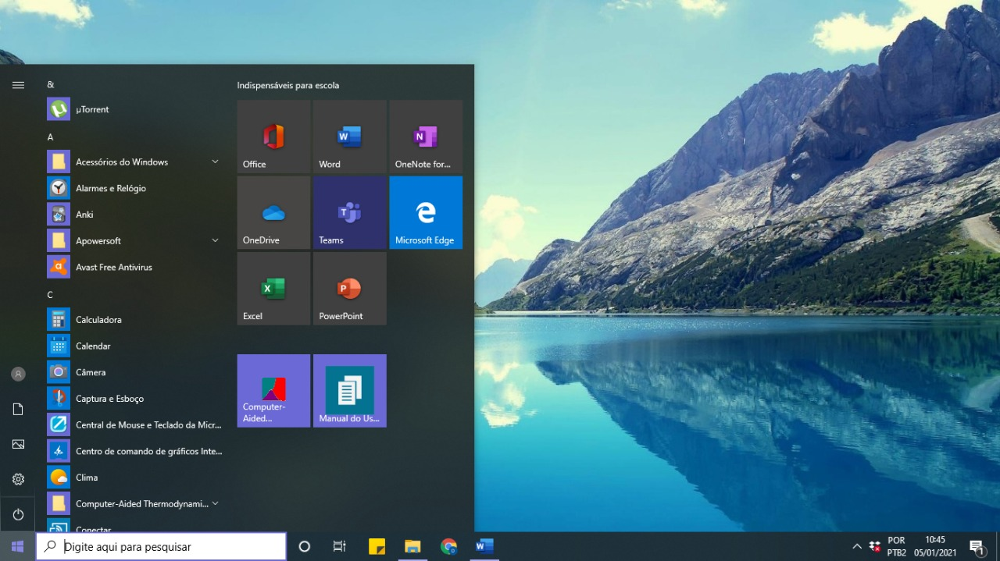 &
µTorrent
A
Acessórios do Windows
Alarmes e Relógio
Anki
Apowersoft
Avast Free Antivirus
C
Calculadora
Calendar
Câmera
Captura e Esboço
Central de Mouse e Teclado da Micr...
Centro de comando de gráficos Inte...
Clima
Computer-Aided Thermodynami...
Conectar
Indispensáveis para escola
Office
Word
OneNote for...
OneDrive
Teams
Microsoft Edge
Excel
PowerPoint
Computer-
Aided...
Manual do Us...
Digite aqui para pesquisar
POR
PTB2
10:45
05/01/2021
1